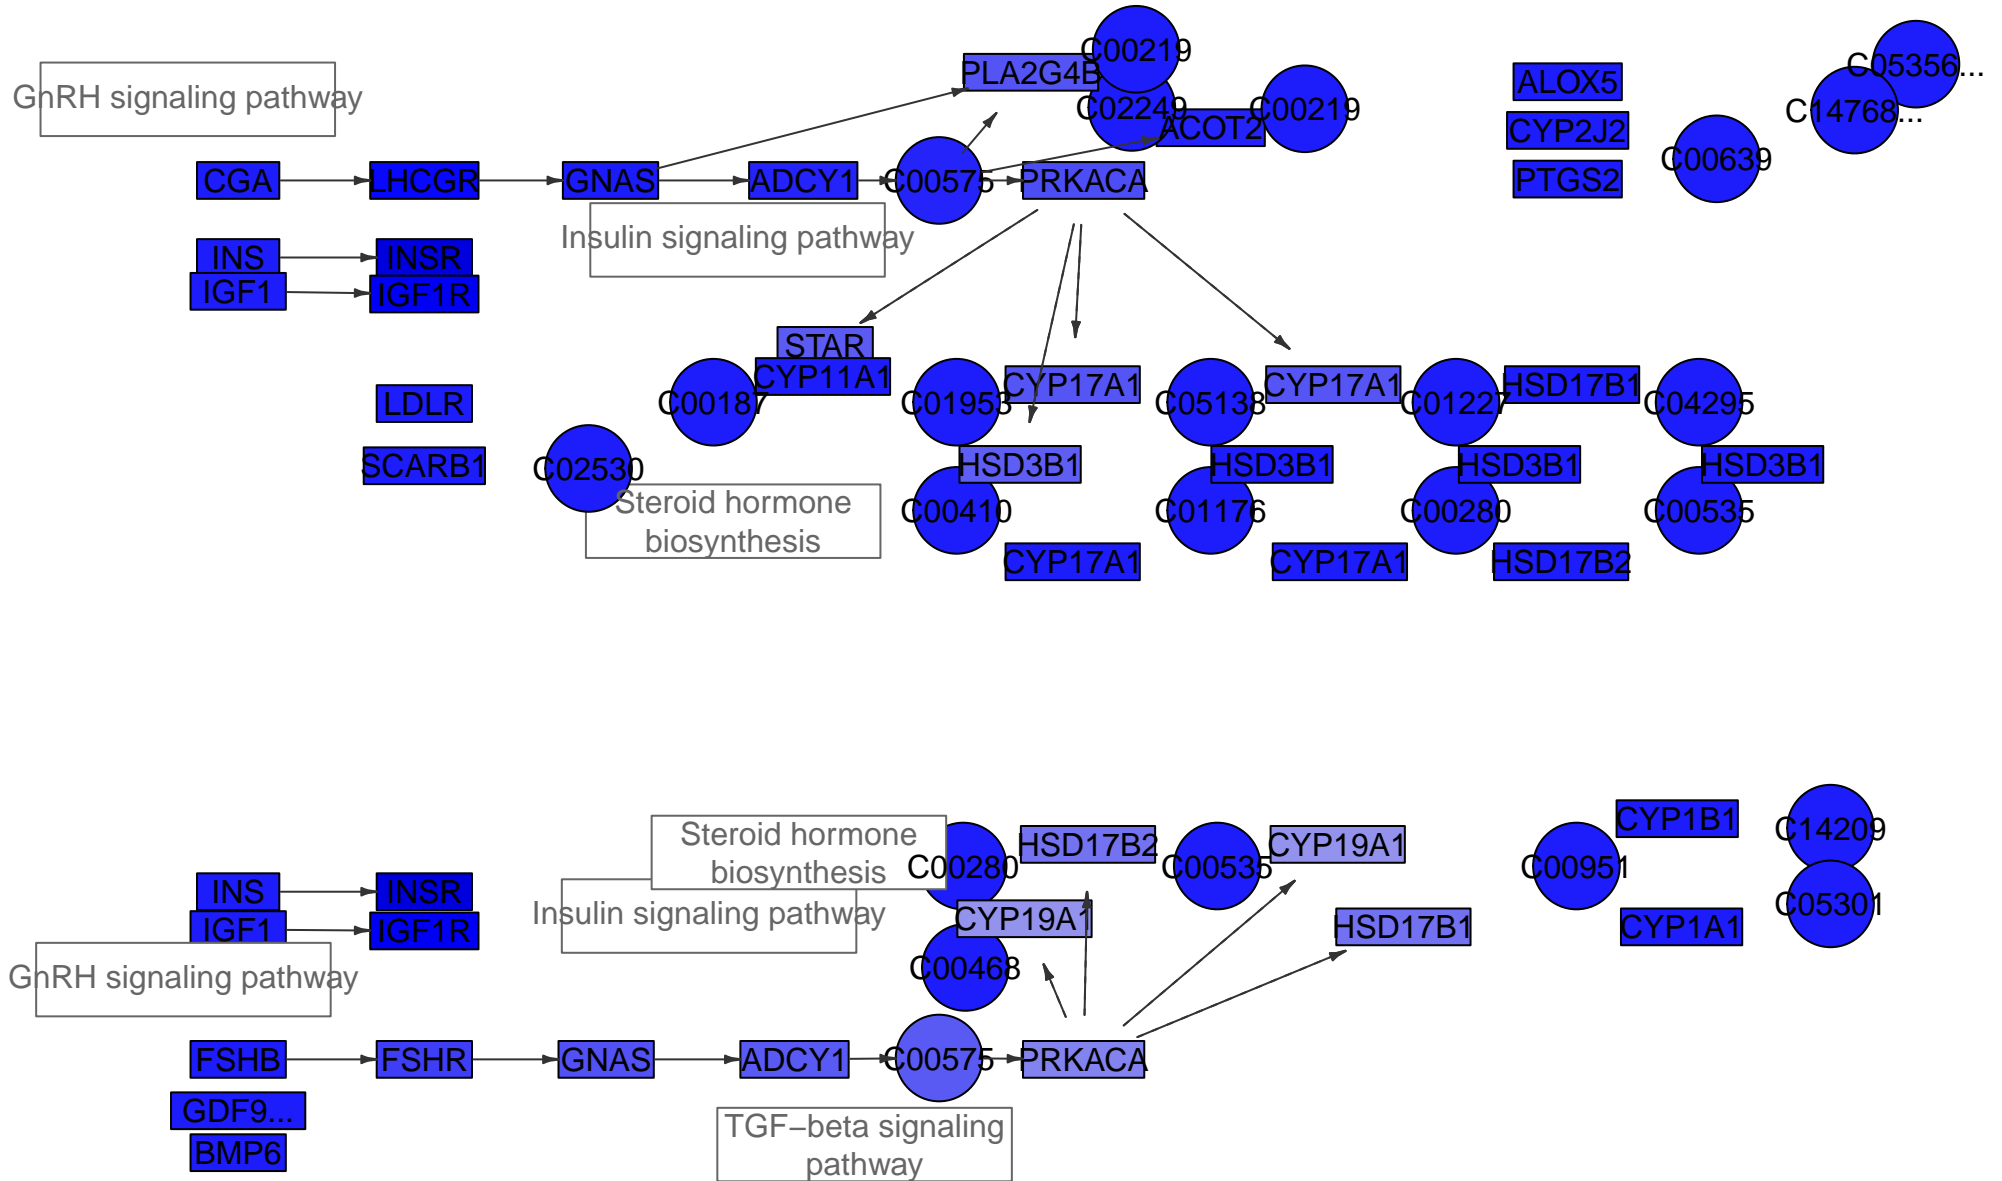 C00219
PLA2G4B
C05356...
GnRH signaling pathway
ALOX5
C02249
C00219
C14768...
ACOT2
CYP2J2
C00639
CGA
LHCGR
GNAS
ADCY1
C00575
PRKACA
PTGS2
Insulin signaling pathway
INS
INSR
IGF1
IGF1R
STAR
CYP11A1
CYP17A1
CYP17A1
HSD17B1
LDLR
C00187
C01953
C05138
C01227
C04295
SCARB1
C02530
HSD3B1
HSD3B1
HSD3B1
HSD3B1
Steroid hormone
biosynthesis
C00410
C01176
C00280
C00535
CYP17A1
CYP17A1
HSD17B2
Steroid hormone
biosynthesis
C00280
HSD17B2
C00535
CYP19A1
C00951
CYP1B1
C14209
INS
INSR
Insulin signaling pathway
CYP19A1
HSD17B1
CYP1A1
C05301
IGF1
IGF1R
GnRH signaling pathway
C00468
FSHB
FSHR
GNAS
ADCY1
C00575
PRKACA
GDF9...
BMP6
TGF−beta signaling
pathway